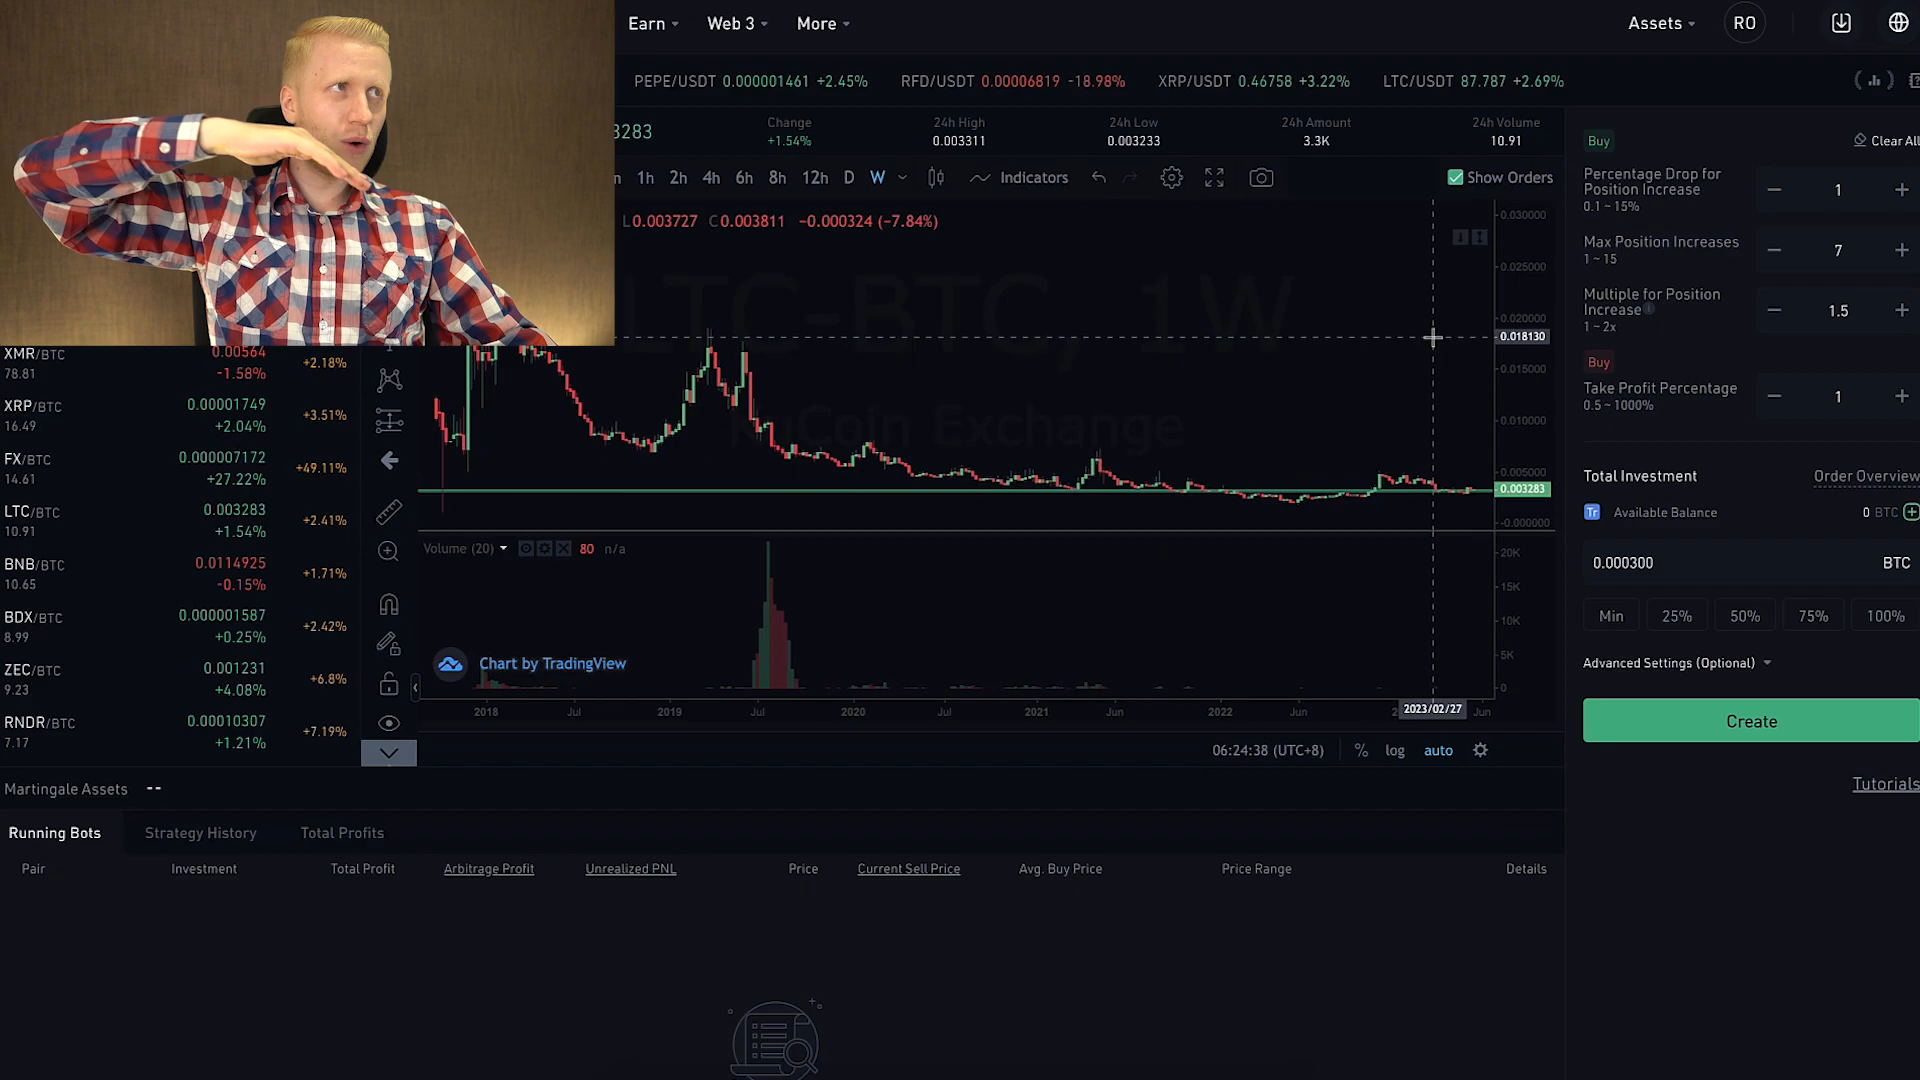 Earn Web 3 More Assets RO
PEPE/USDT 0.000001461 +2.45% RFD/USDT 0.00006819 -18.98% XRP/USDT 0.46758 +3.22% LTC/USDT 87.787 +2.69%
3283
Change
+1.54%
24h High
0.003311
24h Low
0.003233
24h Amount
3.3K
24h Volume
10.91
1h 2h 4h 6h 8h 12h D W Indicators Show Orders
L0.003727 C0.003811 −0.000324 (−7.84%)
LTC-BTC, 1W
KuCoin Exchange
0.030000
0.025000
0.020000
0.018130
0.015000
0.010000
0.005000
0.003283
-0.000000
XMR/BTC 0.00564 +2.18%
78.81 -1.58%
XRP/BTC 0.00001749 +3.51%
16.49 +2.04%
FX/BTC 0.000007172 +49.11%
14.61 +27.22%
LTC/BTC 0.003283 +2.41%
10.91 +1.54%
BNB/BTC 0.0114925 +1.71%
10.65 -0.15%
BDX/BTC 0.000001587 +2.42%
8.99 +0.25%
ZEC/BTC 0.001231 +6.8%
9.23 +4.08%
RNDR/BTC 0.00010307 +7.19%
7.17 +1.21%
Volume (20) 80 n/a
20K
15K
10K
5K
0
Chart by TradingView
2018 Jul 2019 Jul 2020 Jul 2021 Jun 2022 Jun 2023/02/27 Jun
06:24:38 (UTC+8) % log auto
Buy Clear All
Percentage Drop for
Position Increase
0.1 ~ 15%
1
Max Position Increases
1 ~ 15
7
Multiple for Position
Increase
1 ~ 2x
1.5
Buy
Take Profit Percentage
0.5 ~ 1000%
1
Total Investment Order Overview
Tr Available Balance 0 BTC
0.000300 BTC
Min 25% 50% 75% 100%
Advanced Settings (Optional)
Create
Tutorials
Martingale Assets --
Running Bots Strategy History Total Profits
Pair Investment Total Profit Arbitrage Profit Unrealized PNL Price Current Sell Price Avg. Buy Price Price Range Details